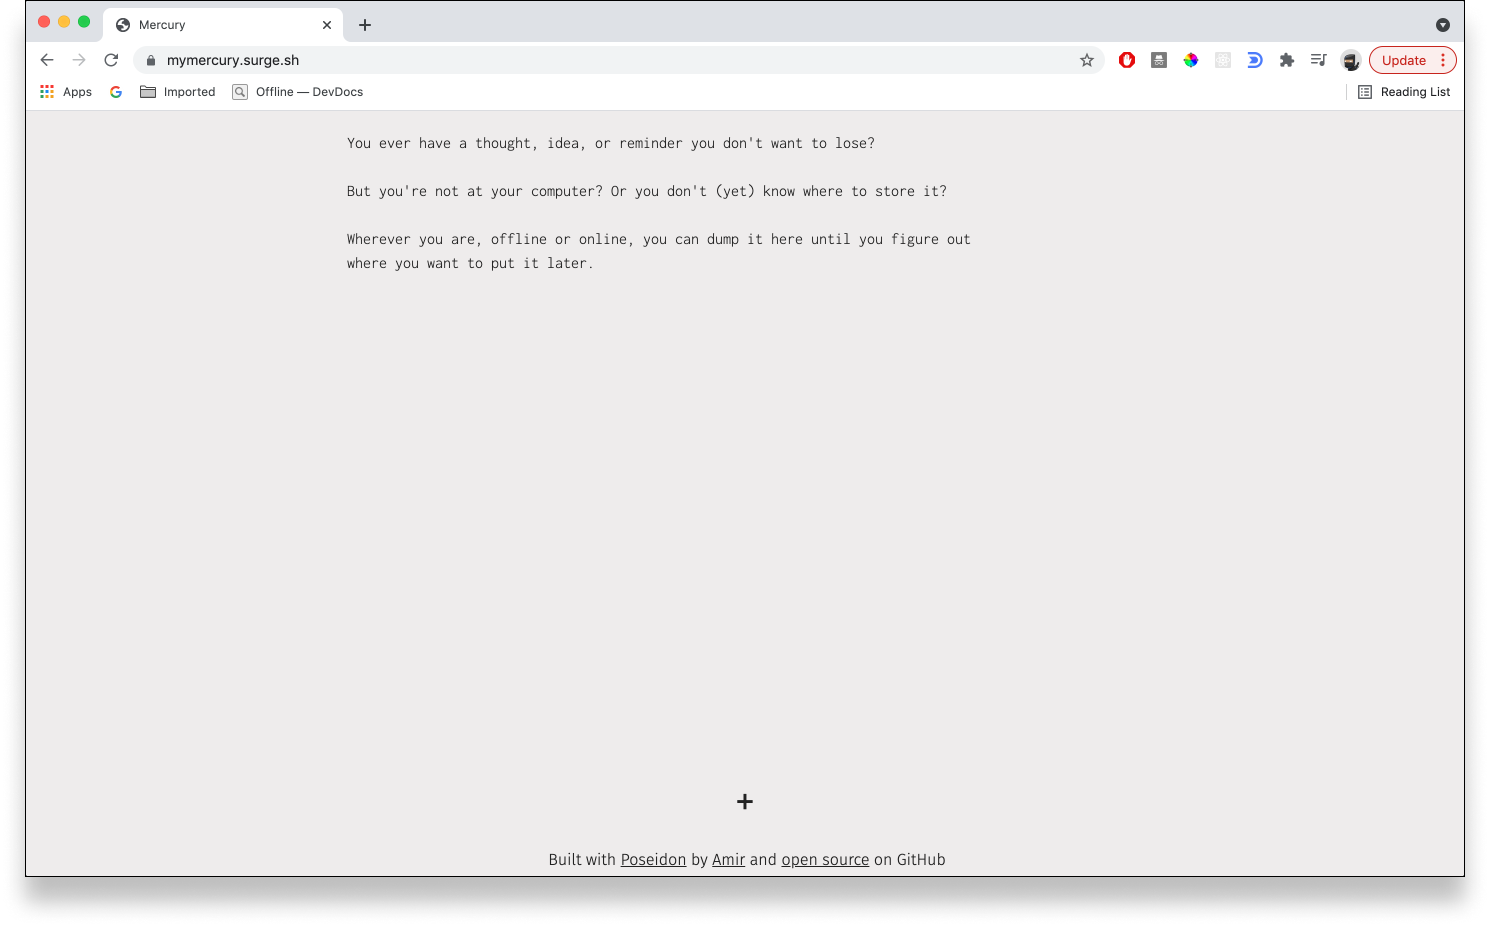 Mercury
mymercury.surge.sh
Update
Apps
Imported
Offline — DevDocs
Reading List
You ever have a thought, idea, or reminder you don't want to lose?
But you're not at your computer? Or you don't (yet) know where to store it?
Wherever you are, offline or online, you can dump it here until you figure out
where you want to put it later.
+
Built with Poseidon by Amir and open source on GitHub